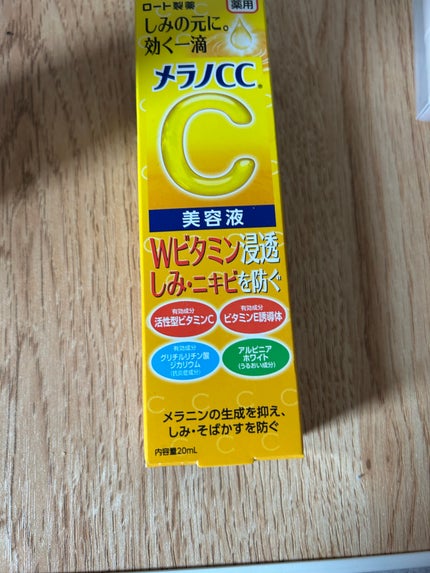 ロート製薬
薬用
しみの元に。
効く一滴
メラノCC®
C
美容液
Wビタミン浸透
しみ・ニキビを防ぐ
有効成分
活性型ビタミンC
有効成分
ビタミンE誘導体
有効成分
グリチルリチン酸
ジカリウム
(抗炎症成分)
アルピニア
ホワイト
(うるおい成分)
メラニンの生成を抑え、
しみ・そばかすを防ぐ
内容量20mL